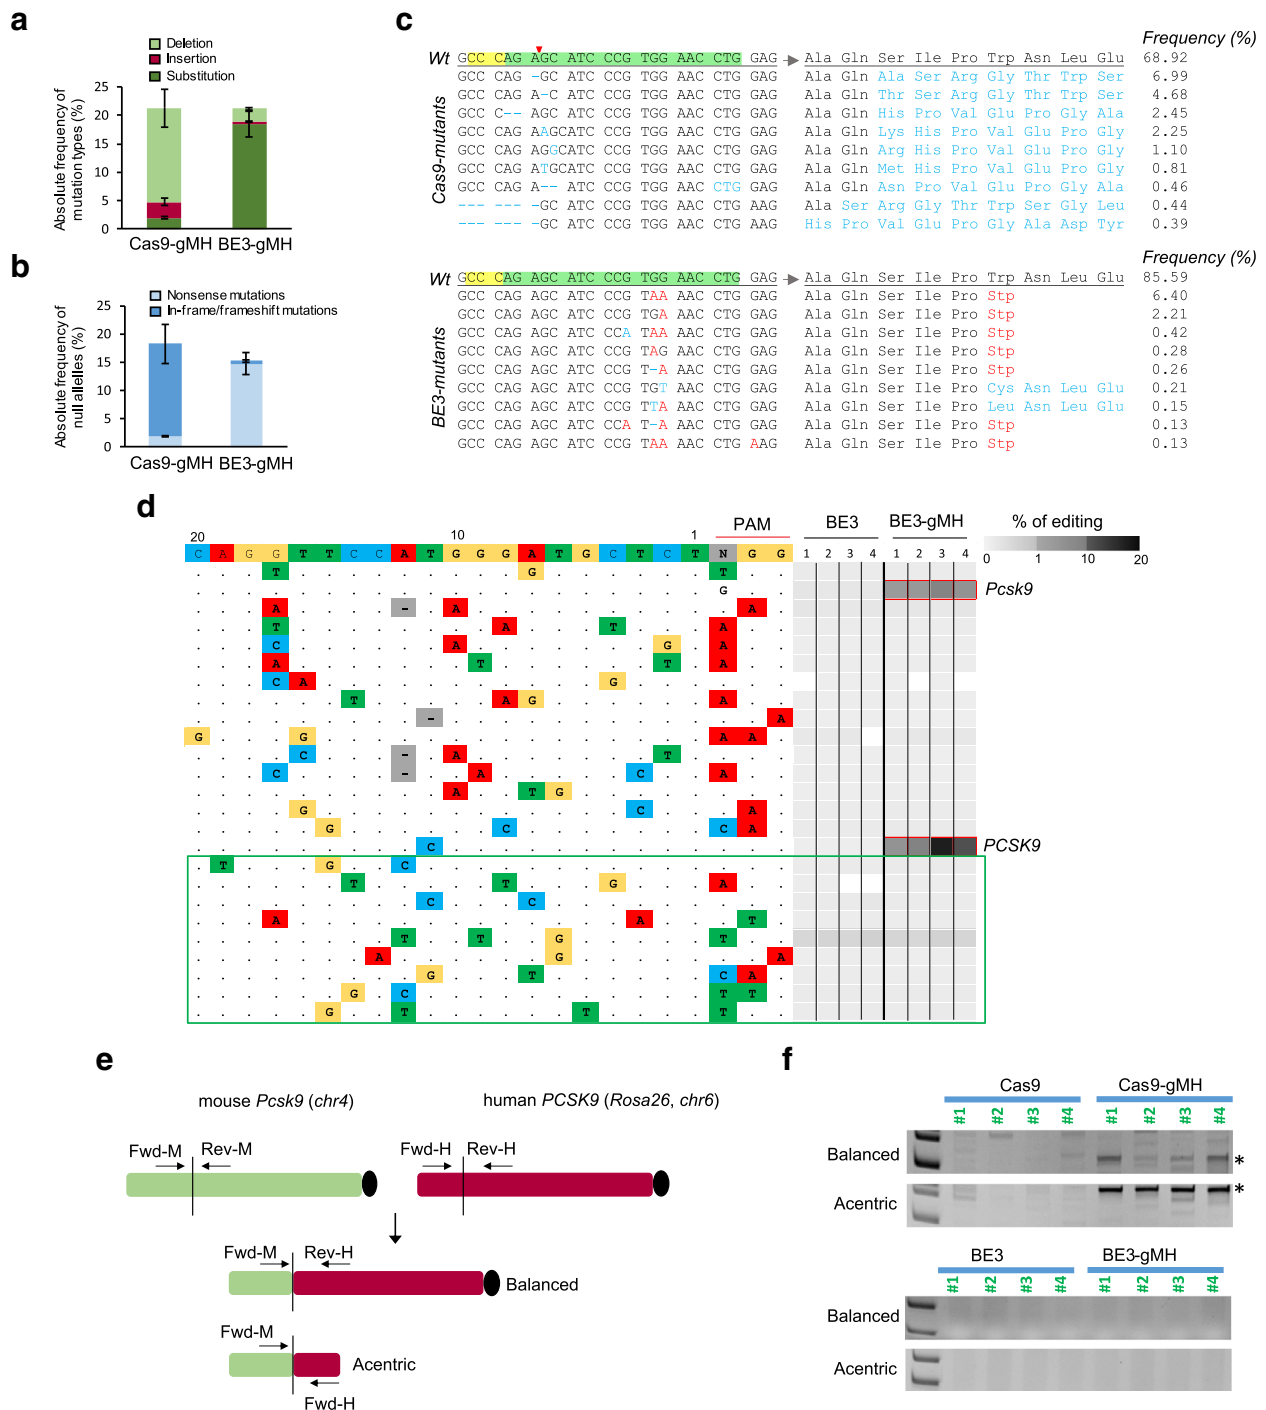 a
Deletion
Insertion
Substitution
Absolute frequency of
mutation types (%)
25
20
15
10
5
0
Cas9-gMH BE3-gMH
b
Nonsense mutations
In-frame/frameshift mutations
Absolute frequency of
null alleles (%)
25
20
15
10
5
0
Cas9-gMH BE3-gMH
c
Frequency (%)
Wt GCC CAG AGC ATC CCG TGG AAC CTG GAG Ala Gln Ser Ile Pro Trp Asn Leu Glu 68.92
Cas9-mutants
GCC CAG -GC ATC CCG TGG AAC CTG GAG Ala Gln Ala Ser Arg Gly Thr Trp Ser 6.99
GCC CAG A-C ATC CCG TGG AAC CTG GAG Ala Gln Thr Ser Arg Gly Thr Trp Ser 4.68
GCC C-- AGC ATC CCG TGG AAC CTG GAG Ala Gln His Pro Val Glu Pro Gly Ala 2.45
GCC CAG AAGCATC CCG TGG AAC CTG GAG Ala Gln Lys His Pro Val Glu Pro Gly 2.25
GCC CAG AGGCATC CCG TGG AAC CTG GAG Ala Gln Arg His Pro Val Glu Pro Gly 1.10
GCC CAG ATGCATC CCG TGG AAC CTG GAG Ala Gln Met His Pro Val Glu Pro Gly 0.81
GCC CAG A-- ATC CCG TGG AAC CTG GAG Ala Gln Asn Pro Val Glu Pro Gly Ala 0.46
--- --- -GC ATC CCG TGG AAC CTG AAG Ala Ser Arg Gly Thr Trp Ser Gly Leu 0.44
--- --- -GC ATC CCG TGG AAC CTG GAG His Pro Val Glu Pro Gly Ala Asp Tyr 0.39
Frequency (%)
Wt GCC CAG AGC ATC CCG TGG AAC CTG GAG Ala Gln Ser Ile Pro Trp Asn Leu Glu 85.59
BE3-mutants
GCC CAG AGC ATC CCG TAA AAC CTG GAG Ala Gln Ser Ile Pro Stp 6.40
GCC CAG AGC ATC CCG TGA AAC CTG GAG Ala Gln Ser Ile Pro Stp 2.21
GCC CAG AGC ATC CCA TAA AAC CTG GAG Ala Gln Ser Ile Pro Stp 0.42
GCC CAG AGC ATC CCG TAG AAC CTG GAG Ala Gln Ser Ile Pro Stp 0.28
GCC CAG AGC ATC CCG T-A AAC CTG GAG Ala Gln Ser Ile Pro Stp 0.26
GCC CAG AGC ATC CCG TGT AAC CTG GAG Ala Gln Ser Ile Pro Cys Asn Leu Glu 0.21
GCC CAG AGC ATC CCG TTA AAC CTG GAG Ala Gln Ser Ile Pro Leu Asn Leu Glu 0.15
GCC CAG AGC ATC CCA T-A AAC CTG GAG Ala Gln Ser Ile Pro Stp 0.13
GCC CAG AGC ATC CCG TAA AAC CTG AAG Ala Gln Ser Ile Pro Stp 0.13
d
20 10 1 PAM BE3 BE3-gMH % of editing
0 1 10 20
C A G G T T C C A T G G G A T G C T C T N G G 1 2 3 4 1 2 3 4
. . . T . . . . . . . . . G . . . . . . T . .
. . . . . . . . . . . . . . . . . . . . G . . Pcsk9
. . . A . . . . - . A . . . . . . . . . . A .
. . . T . . . . . . . . A . . . T . . . A . .
. . . C . . . . . . A . . . . . . . G . A . .
. . . A . . . . . . . T . . . . . . T . A . .
. . . C A . . . . . . . . . . . G . . . . . .
. . . . . . T . . . . . A G . . . . . . A . .
. . . . . . . . . - . . . . . . . . . . . . A
G . . . G . . . . . . . . . . . . . . . A A .
. . . . C . . . - . A . . . . . . . T . . . .
. . . C . . . . - . . A . . . . . C . . A . .
. . . . . . . . . . A . . T G . . . . . . . .
. . . . G . . . . . . . . . . . . C . . . A .
. . . . . G . . . . . . C . . . . . . . C A .
. . . . . . . . . C . . . . . . . . . . . . . PCSK9
. T . . . G . . C . . . . . . . . . . . . . .
. . . . . . T . . . . . T . . . G . . . A . .
. . . . . . . . . C . . . C . . . . . . . . .
. . . A . . . . . . . . . . . . . A . . . T .
. . . . . . . . T . . T . . G . . . . . T . .
. . . . . . . A . . . . . . G . . . . . . . A
. . . . . . . . . G . . . T . . . . . . C A .
. . . . . . G . C . . . . . . . . . . . T T .
. . . . . G . . T . . . . . . T . . . . T . .
e
mouse Pcsk9 (chr4) human PCSK9 (Rosa26, chr6)
Fwd-M Rev-M Fwd-H Rev-H
Fwd-M Rev-H
Balanced
Fwd-M
Acentric
Fwd-H
f
Cas9 Cas9-gMH
#1 #2 #3 #4 #1 #2 #3 #4
Balanced *
Acentric *
BE3 BE3-gMH
#1 #2 #3 #4 #1 #2 #3 #4
Balanced
Acentric